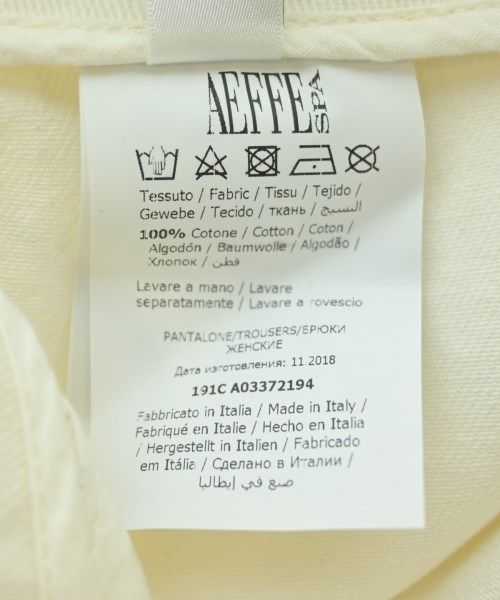 AEFFE SPA
Tessuto / Fabric / Tissu / Tejido /
Gewebe / Tecido / ткань / النسيج
100% Cotone / Cotton / Coton /
Algodón / Baumwolle / Algodão /
Хлопок / قطن
Lavare a mano / Lavare
separatamente / Lavare a rovescio
PANTALONE/TROUSERS/БРЮКИ
ЖЕНСКИЕ
Дата изготовления: 11.2018
191C A03372194
Fabbricato in Italia / Made in Italy /
Fabriqué en Italie / Hecho en Italia
/ Hergestellt in Italien / Fabricado
em Itália / Сделано в Италии /
صنع في إيطاليا